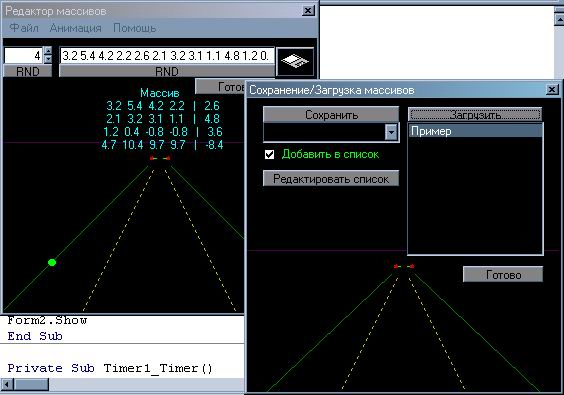 Редактор массивов
Файл Анимация Помощь
4
3.2 5.4 4.2 2.2 2.6 2.1 3.2 3.1 1.1 4.8 1.2 0.
RND
RND
Гото
Массив
3.2 5.4 4.2 2.2 | 2.6
2.1 3.2 3.1 1.1 | 4.8
1.2 0.4 -0.8 -0.8 | 3.6
4.7 10.4 9.7 9.7 | -8.4
Сохранение/Загрузка массивов
Сохранить
Загрузить
Пример
Добавить в список
Редактировать список
Готово
Form2.Show
End Sub
Private Sub Timer1_Timer()